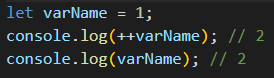 let varName = 1;
console.log(++varName); // 2
console.log(varName); // 2